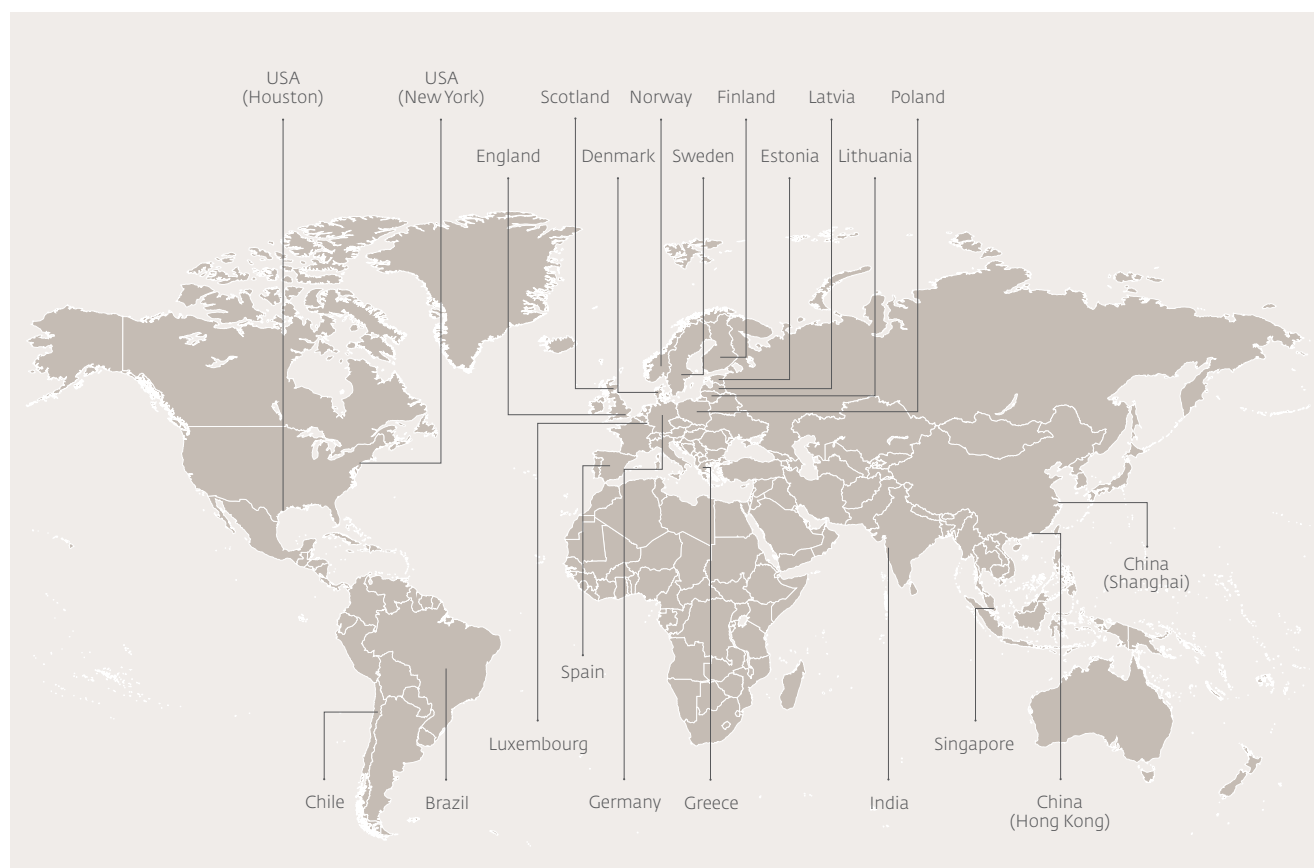 USA
(Houston)
USA
(New York)
Scotland
Norway
Finland
Latvia
Poland
England
Denmark
Sweden
Estonia
Lithuania
China
(Shanghai)
Spain
Luxembourg
Singapore
Chile
Brazil
Germany
Greece
India
China
(Hong Kong)